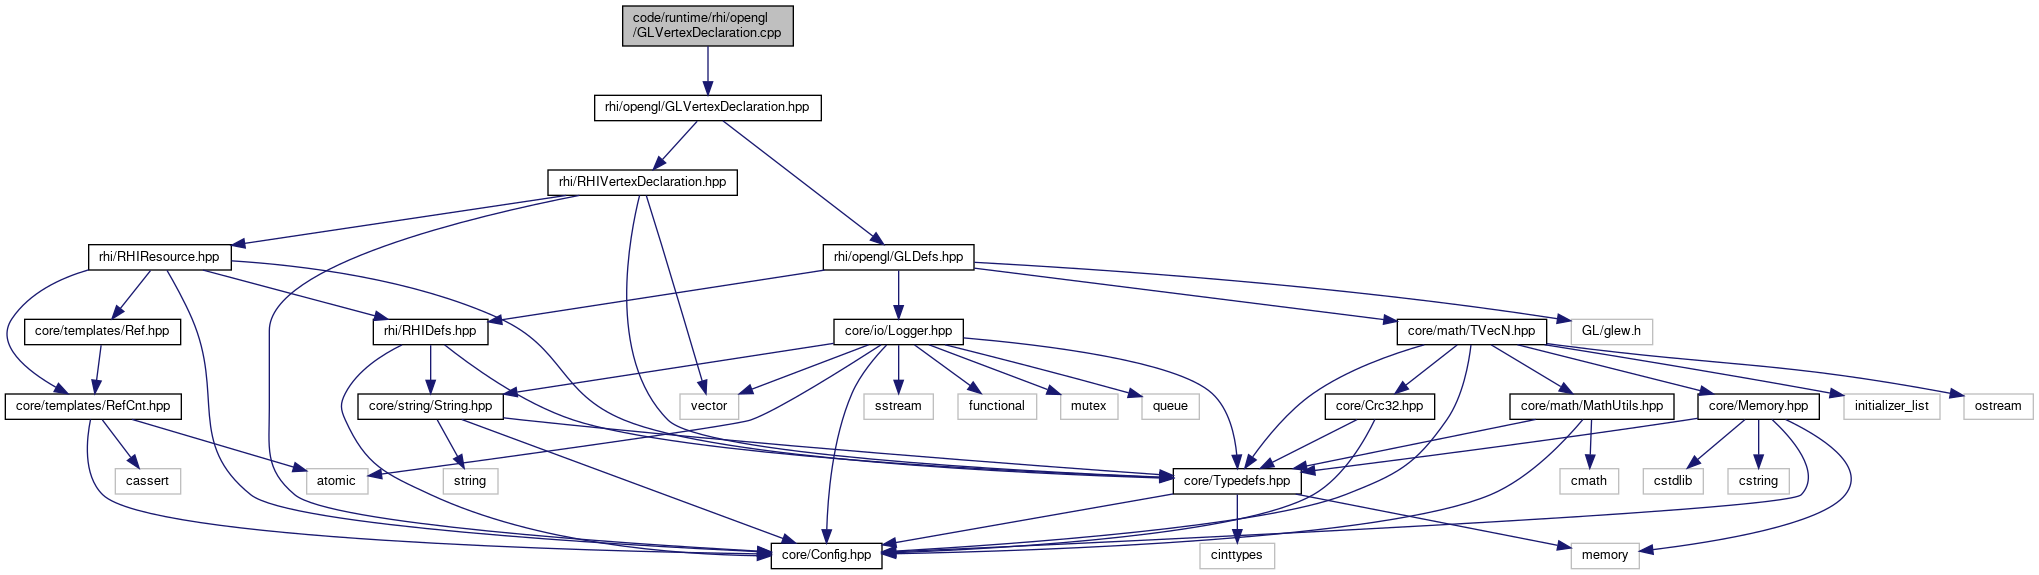 code/runtime/rhi/opengl
/GLVertexDeclaration.cpp
rhi/opengl/GLVertexDeclaration.hpp
rhi/RHIVertexDeclaration.hpp
rhi/RHIResource.hpp
rhi/opengl/GLDefs.hpp
core/templates/Ref.hpp
rhi/RHIDefs.hpp
core/io/Logger.hpp
core/math/TVecN.hpp
GL/glew.h
core/templates/RefCnt.hpp
core/string/String.hpp
vector
sstream
functional
mutex
queue
core/Crc32.hpp
core/math/MathUtils.hpp
core/Memory.hpp
initializer_list
ostream
cassert
atomic
string
core/Typedefs.hpp
cmath
cstdlib
cstring
core/Config.hpp
cinttypes
memory